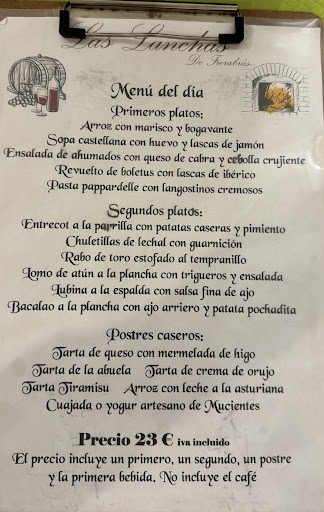 Las Lanchas
De Fierabrás
Menú del día
Primeros platos:
Arroz con marisco y bogavante
Sopa castellana con huevo y lascas de jamón
Ensalada de ahumados con queso de cabra y cebolla crujiente
Revuelto de boletus con lascas de ibérico
Pasta pappardelle con langostinos cremosos
Segundos platos:
Entrecot a la parrilla con patatas caseras y pimiento
Chuletillas de lechal con guarnición
Rabo de toro estofado al tempranillo
Lomo de atún a la plancha con trigueros y ensalada
Lubina a la espalda con salsa fina de ajo
Bacalao a la plancha con ajo arriero y patata pochadita
Postres caseros:
Tarta de queso con mermelada de higo
Tarta de la abuela Tarta de crema de orujo
Tarta Tiramisu Arroz con leche a la asturiana
Cuajada o yogur artesano de Mucientes
Precio 23 € iva incluido
El precio incluye un primero, un segundo, un postre
y la primera bebida. No incluye el café